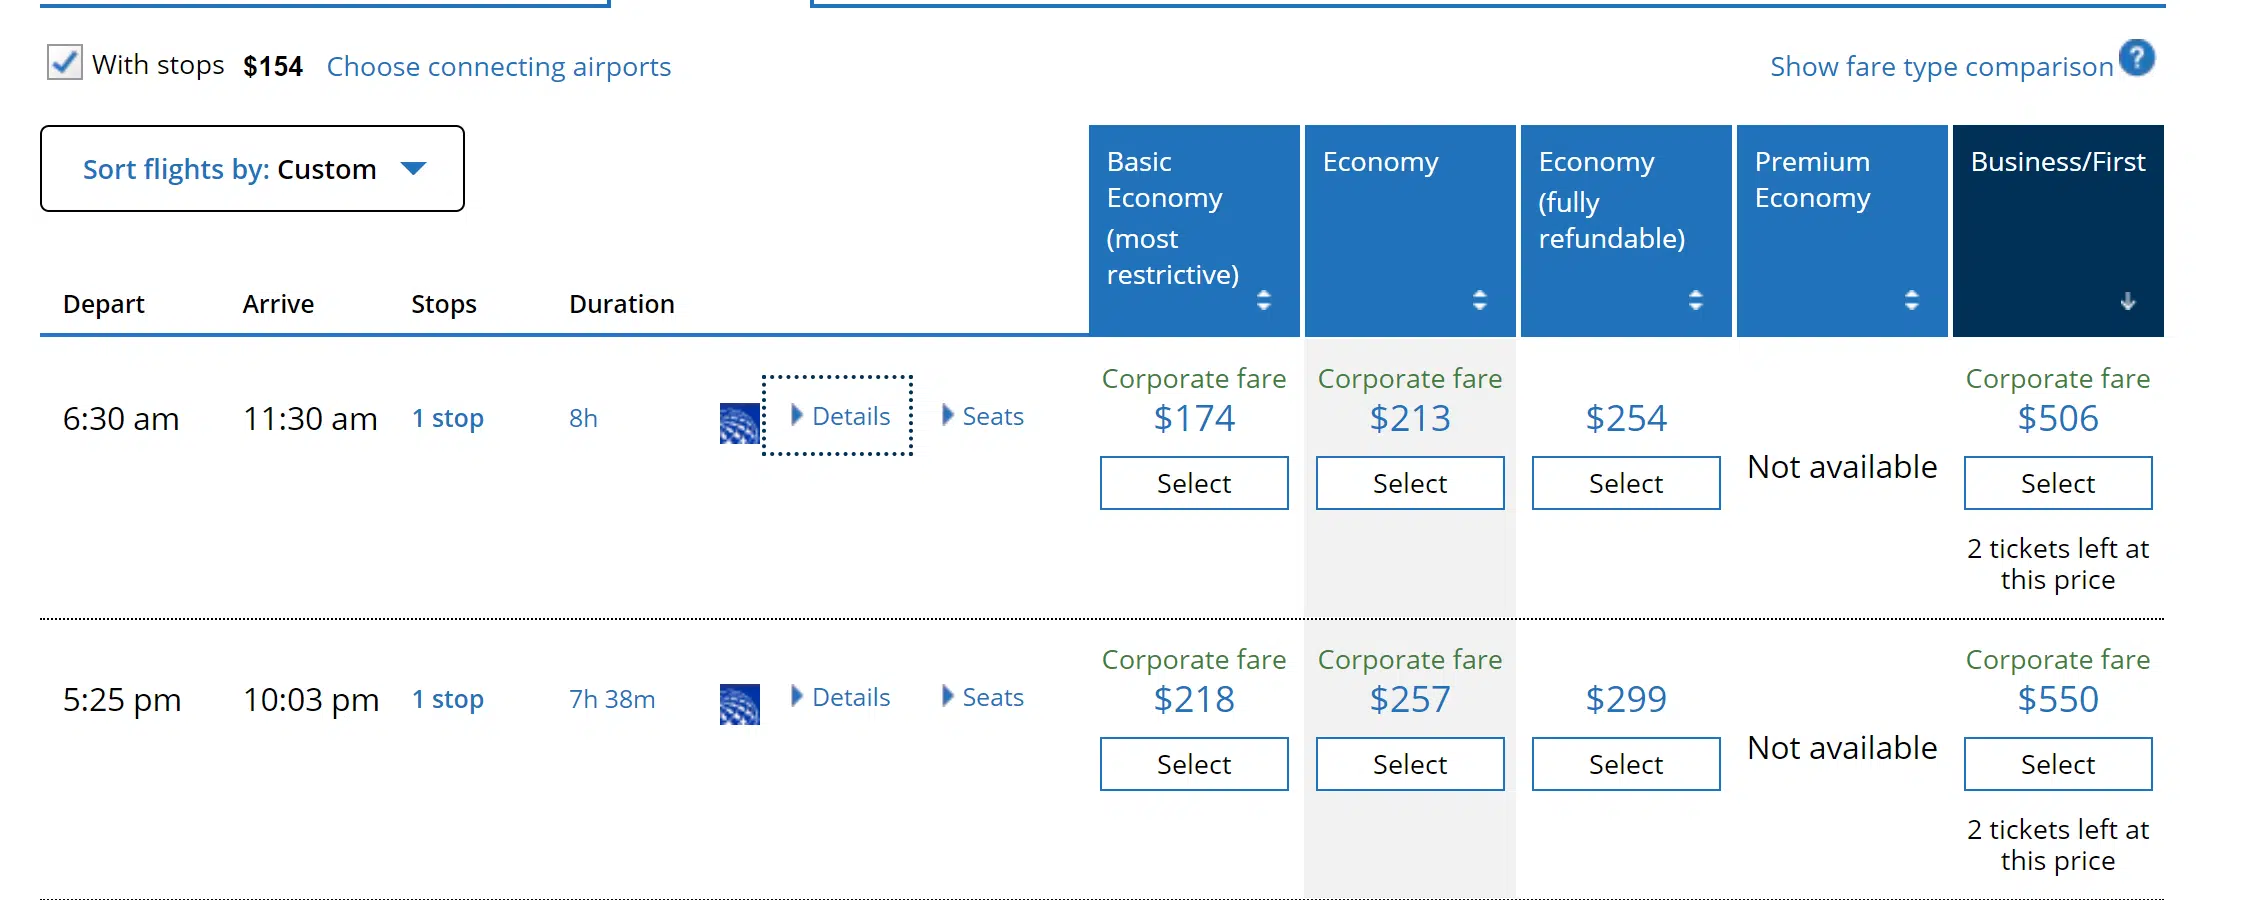 With stops $154 Choose connecting airports
Show fare type comparison ?
Sort flights by: Custom
Depart Arrive Stops Duration
Basic
Economy
(most
restrictive)
Economy
Economy
(fully
refundable)
Premium
Economy
Business/First
6:30 am 11:30 am 1 stop 8h Details Seats
Corporate fare
$174
Select
Corporate fare
$213
Select
$254
Select
Not available
Corporate fare
$506
Select
2 tickets left at
this price
5:25 pm 10:03 pm 1 stop 7h 38m Details Seats
Corporate fare
$218
Select
Corporate fare
$257
Select
$299
Select
Not available
Corporate fare
$550
Select
2 tickets left at
this price